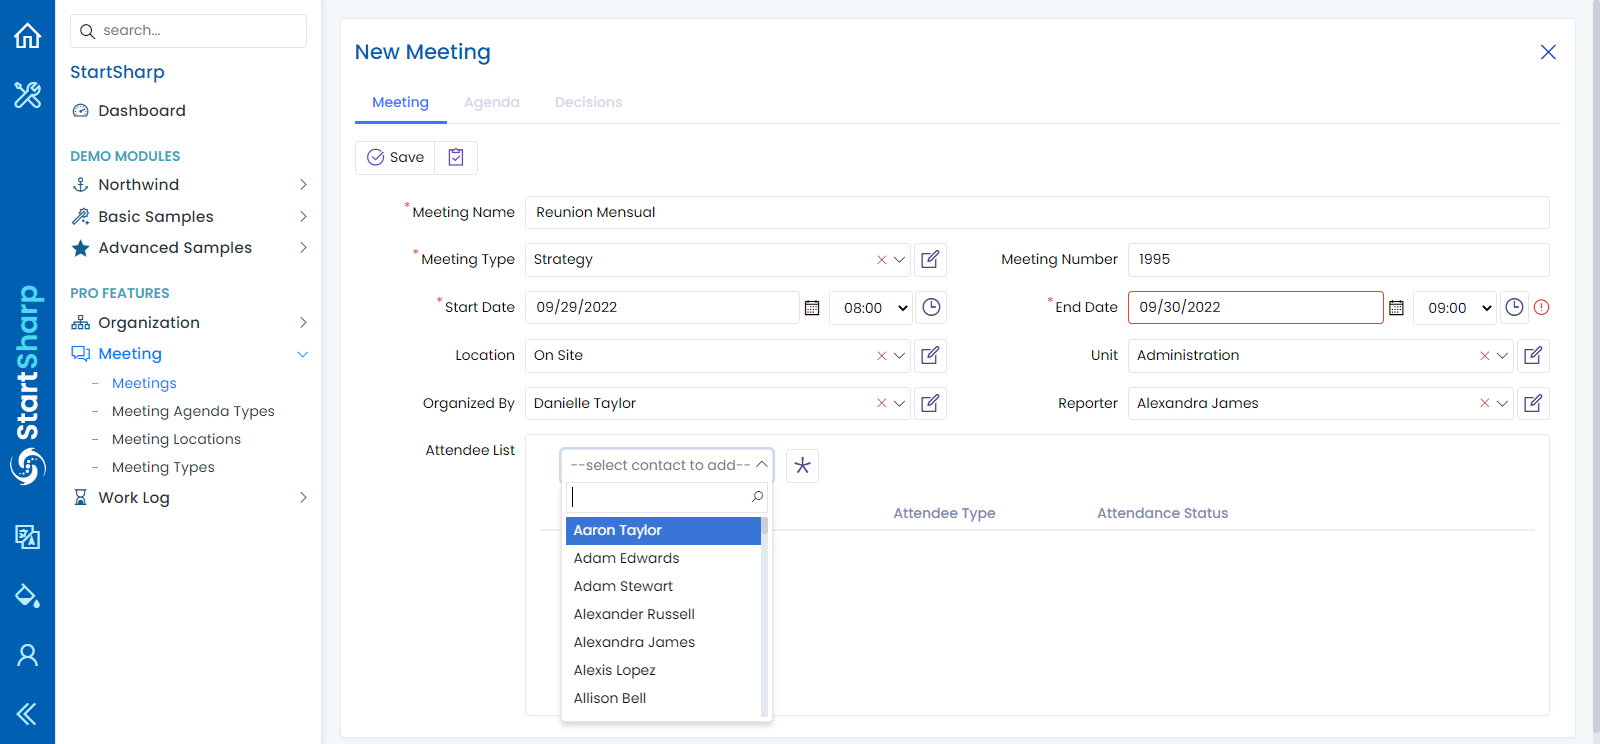 search...
StartSharp
Dashboard
DEMO MODULES
Northwind
Basic Samples
Advanced Samples
PRO FEATURES
Organization
Meeting
- Meetings
- Meeting Agenda Types
- Meeting Locations
- Meeting Types
Work Log
StartSharp
New Meeting
Meeting Agenda Decisions
Save
*Meeting Name Reunion Mensual
*Meeting Type Strategy Meeting Number 1995
*Start Date 09/29/2022 08:00 *End Date 09/30/2022 09:00
Location On Site Unit Administration
Organized By Danielle Taylor Reporter Alexandra James
Attendee List --select contact to add--
Attendee Type Attendance Status
Aaron Taylor
Adam Edwards
Adam Stewart
Alexander Russell
Alexandra James
Alexis Lopez
Allison Bell